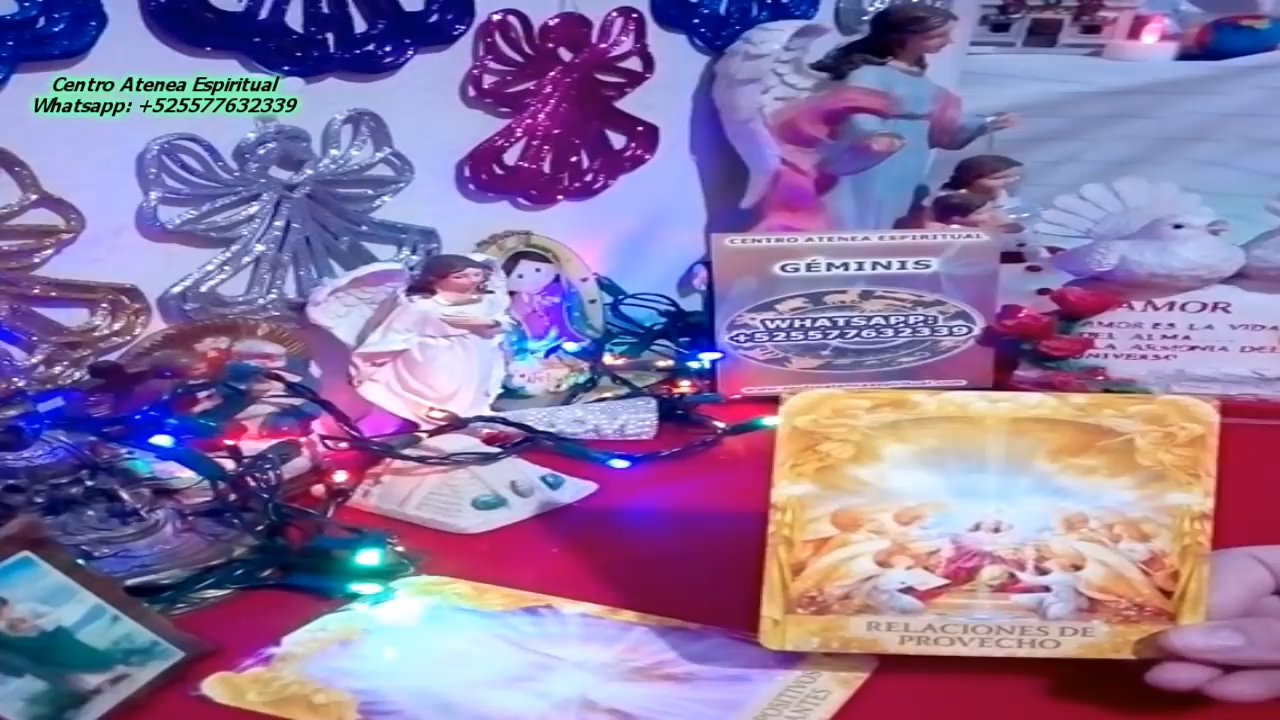 Centro Atenea Espiritual
Whatsapp: +525577632339
CENTRO ATENEA ESPIRITUAL
GÉMINIS
WHATSAPP:
+525577632339
AMOR
AMOR ES LA VIDA
DEL ALMA
ARMONIA DEL
UNIVERSO
RELACIONES DE
PROVECHO